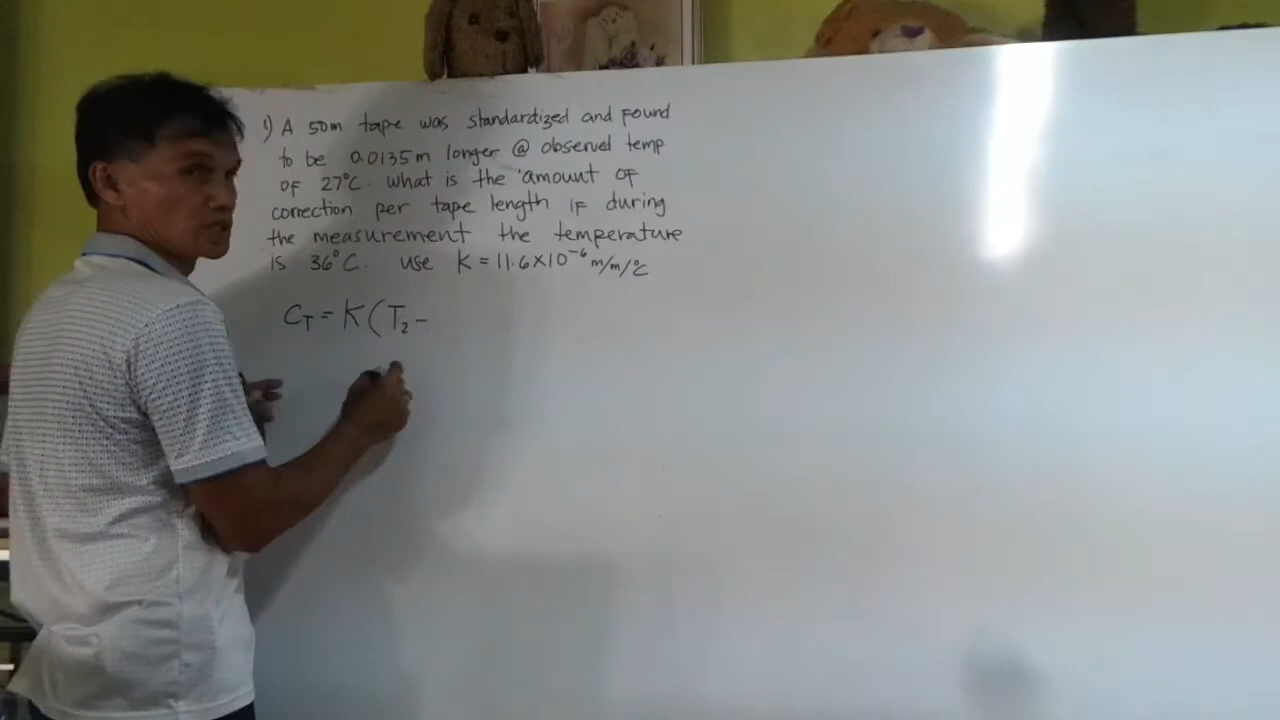 1) A 50m tape was standardized and found
to be 0.0135m longer @ observed temp
of 27°C. What is the amount of
correction per tape length if during
the measurement the temperature
is 36°C. use K = 11.6x10⁻⁶ m/m/°C
C_T = K(T₂ -